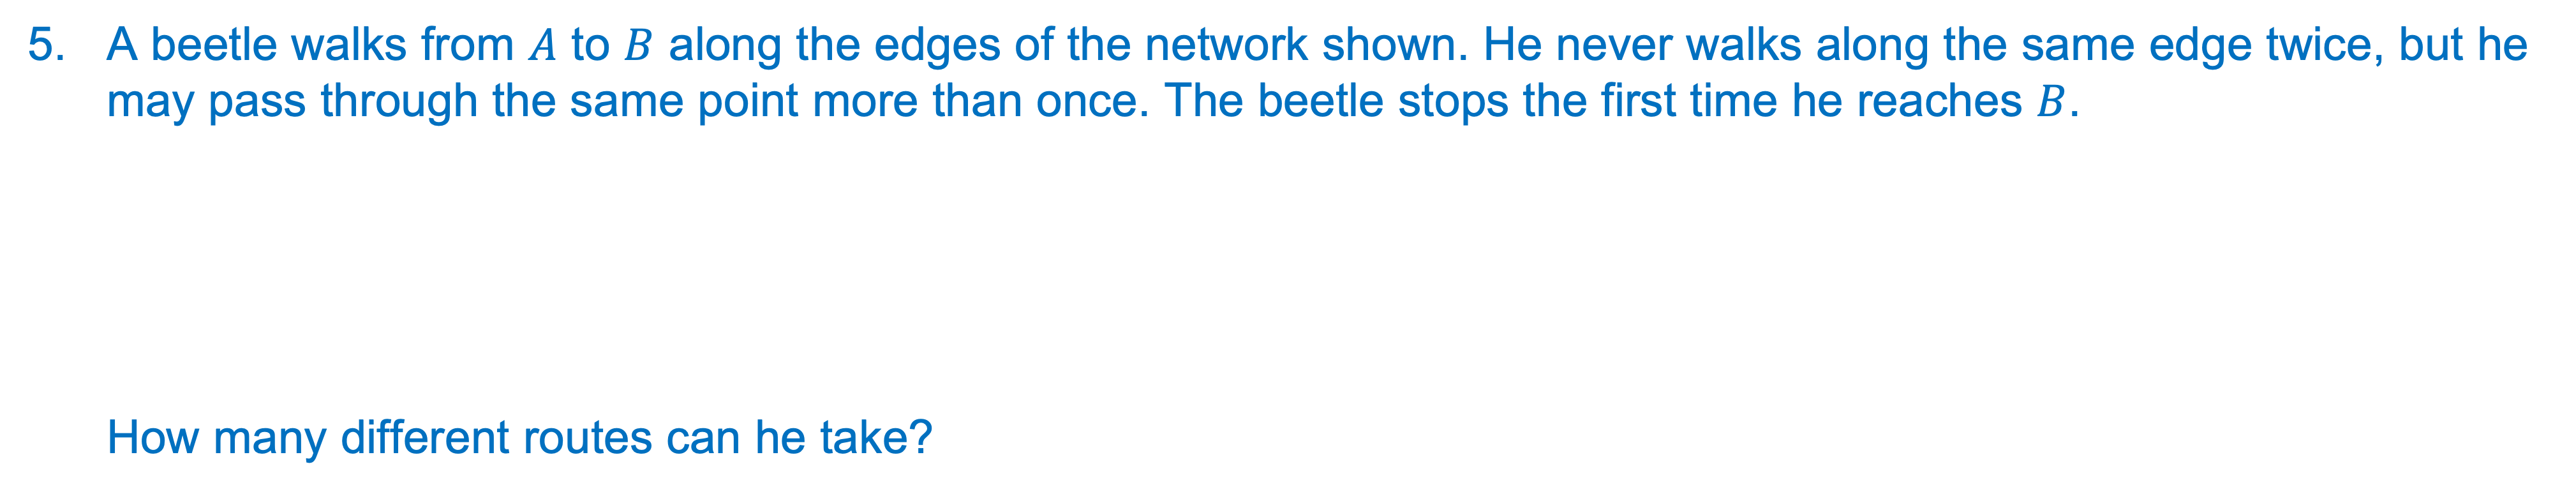 5. A beetle walks from A to B along the edges of the network shown. He never walks along the same edge twice, but he
may pass through the same point more than once. The beetle stops the first time he reaches B.
How many different routes can he take?